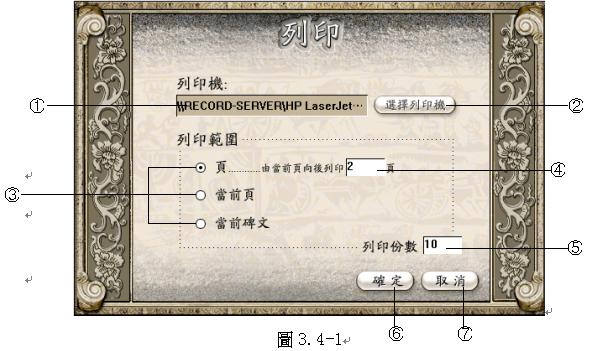 列印
列印機:
① \\RECORD-SERVER\HP LaserJet… 選擇列印機 ②
列印範圍
頁............由當前頁向後列印 2 頁 ④
③ 當前頁
當前碑文
列印份數 10 ⑤
確定 取消
⑥ ⑦
圖 3.4-1